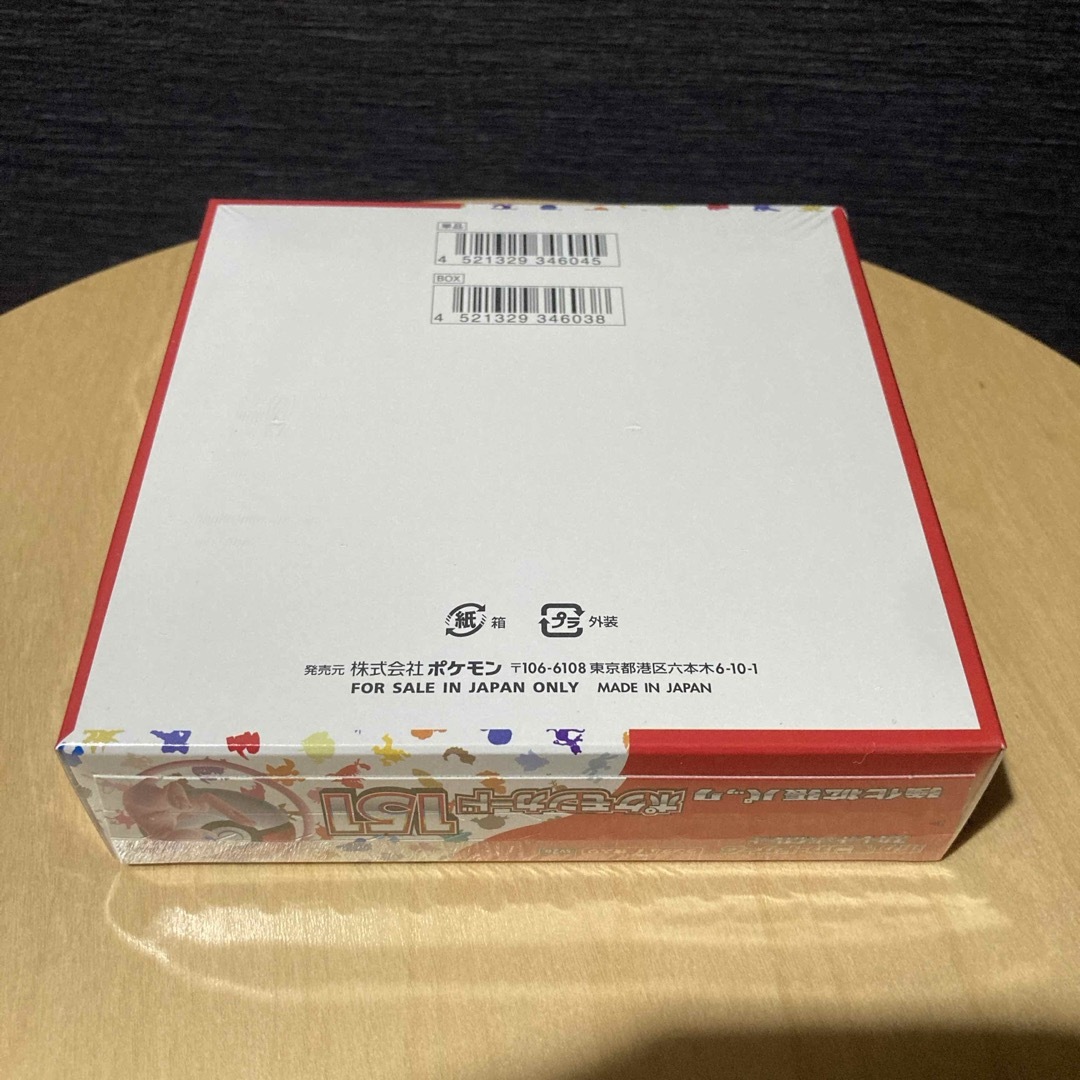 単品
4 521329 346045
BOX
4 521329 346038
紙 箱 プラ 外装
発売元 株式会社 ポケモン 〒106-6108 東京都港区六本木6-10-1
FOR SALE IN JAPAN ONLY MADE IN JAPAN
強化拡張パック ポケモンカード151